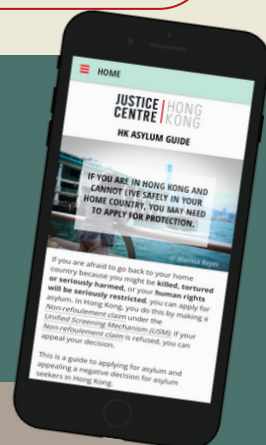 HOME
JUSTICE HONG
CENTRE KONG
HK ASYLUM GUIDE
IF YOU ARE IN HONG KONG AND
CANNOT LIVE SAFELY IN YOUR
HOME COUNTRY, YOU MAY NEED
TO APPLY FOR PROTECTION.
© Marissa Reyes
If you are afraid to go back to your home
country because you might be killed, tortured
or seriously harmed, or your human rights
will be seriously restricted, you can apply for
asylum. In Hong Kong, you do this by making a
Non-refoulement claim under the
Unified Screening Mechanism (USM). If your
Non-refoulement claim is refused, you can
appeal your decision.
This is a guide to applying for asylum and
appealing a negative decision for asylum
seekers in Hong Kong.